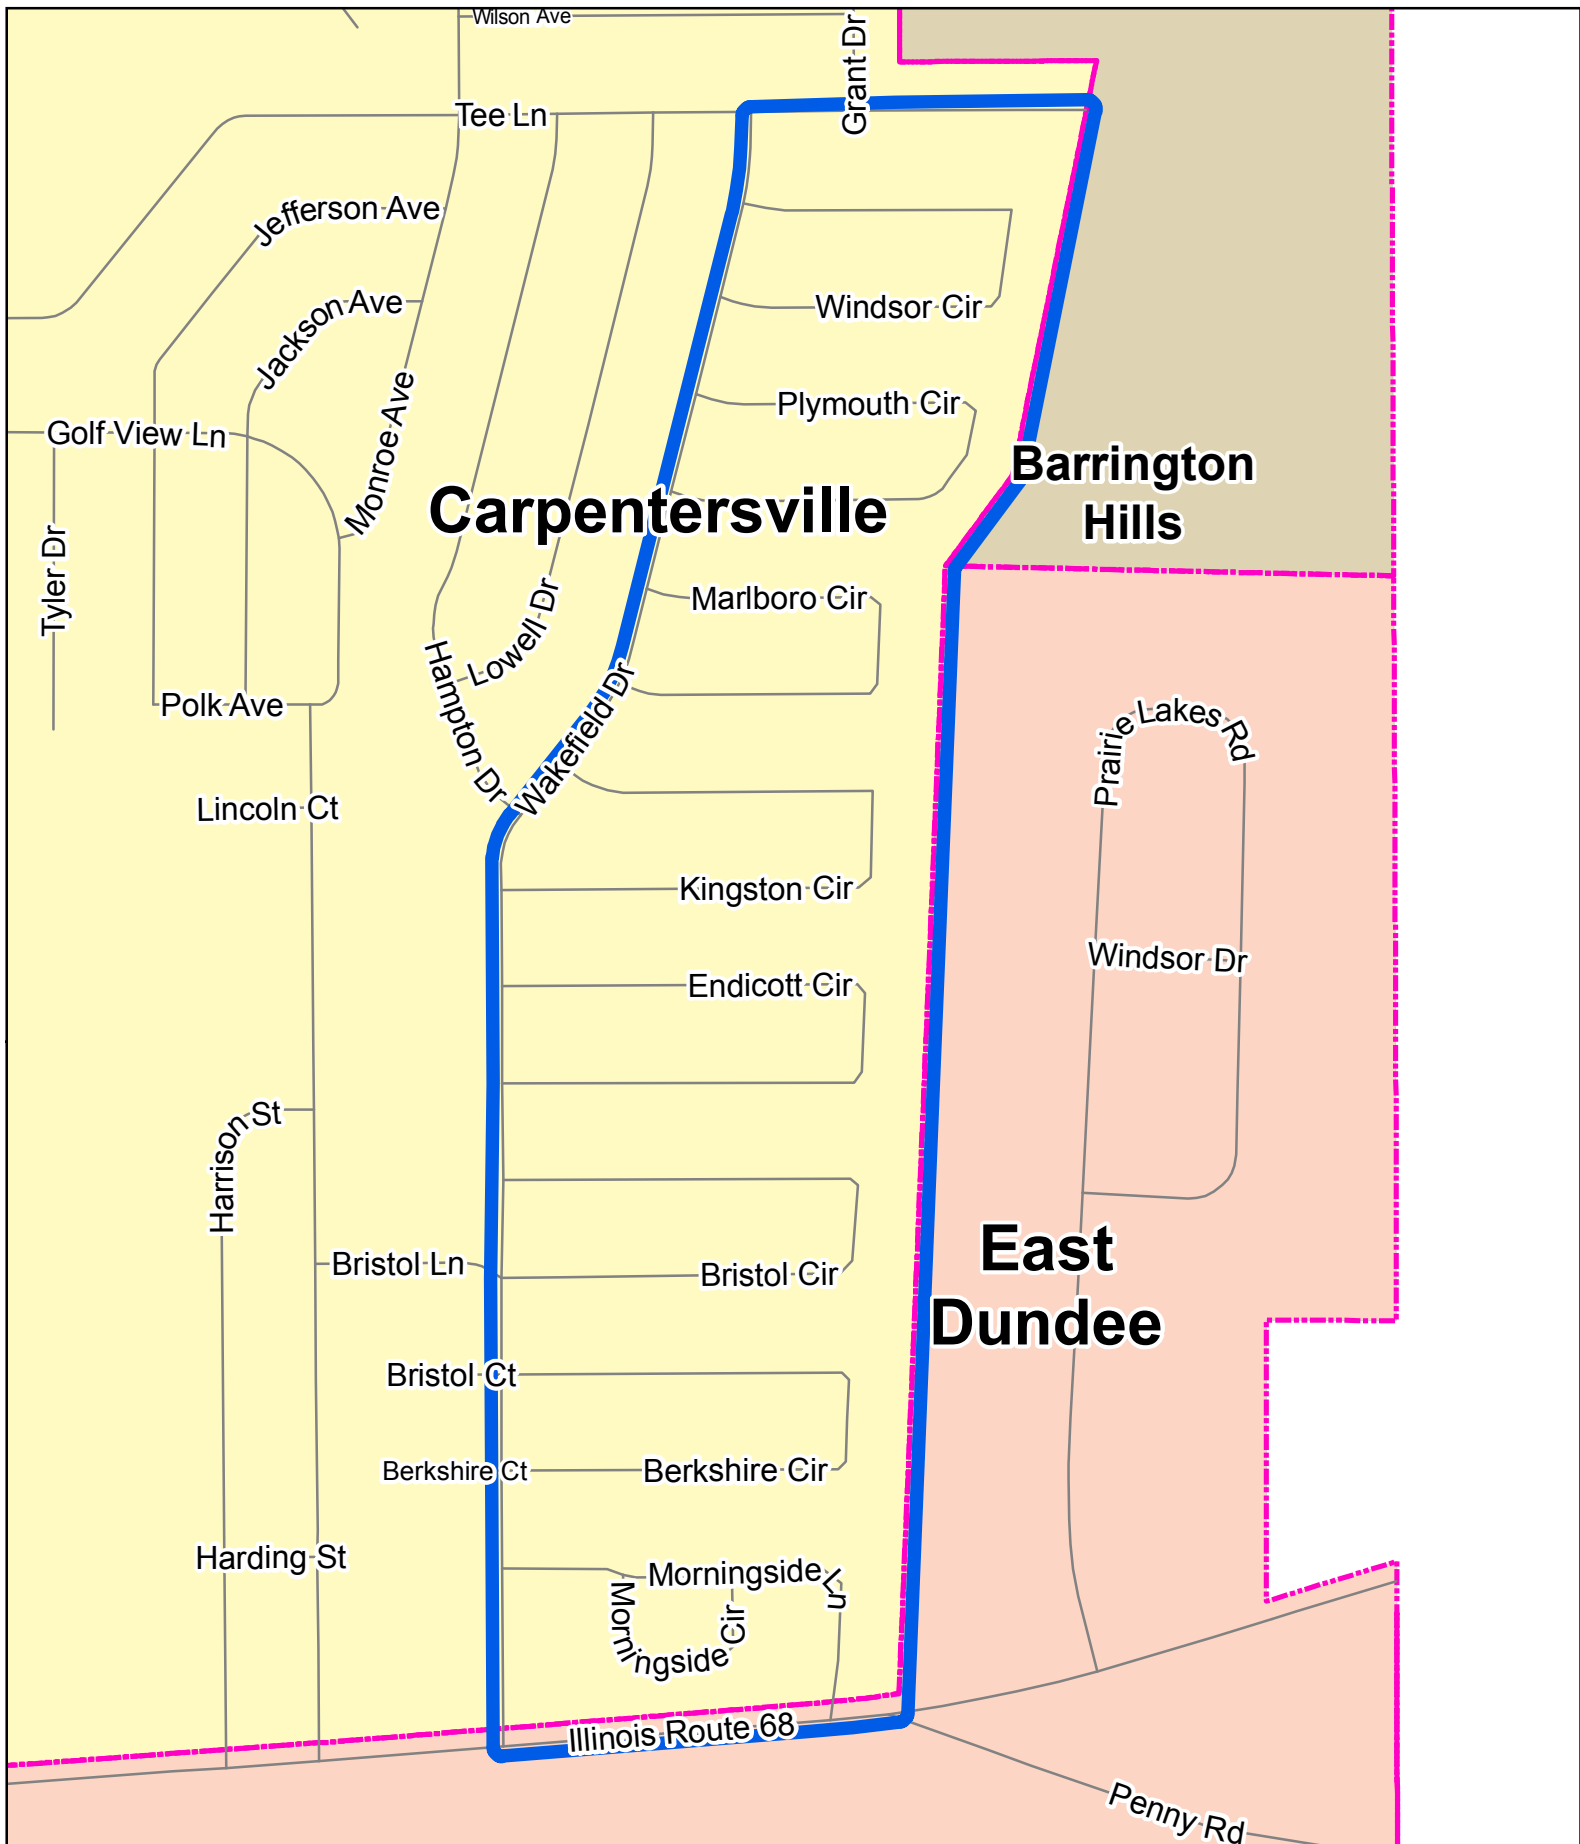 Wilson Ave
Grant Dr
Tee Ln
Jefferson Ave
Jackson Ave
Windsor Cir
Monroe Ave
Plymouth Cir
Golf View Ln
Barrington
Hills
Carpentersville
Tyler Dr
Marlboro Cir
Lowell Dr
Hampton Dr
Wakefield Dr
Polk Ave
Prairie Lakes Rd
Lincoln Ct
Kingston Cir
Windsor Dr
Endicott Cir
Harrison St
Bristol Ln
Bristol Cir
East
Dundee
Bristol Ct
Berkshire Ct
Berkshire Cir
Harding St
Morningside Ln
Morningside Cir
Illinois Route 68
Penny Rd